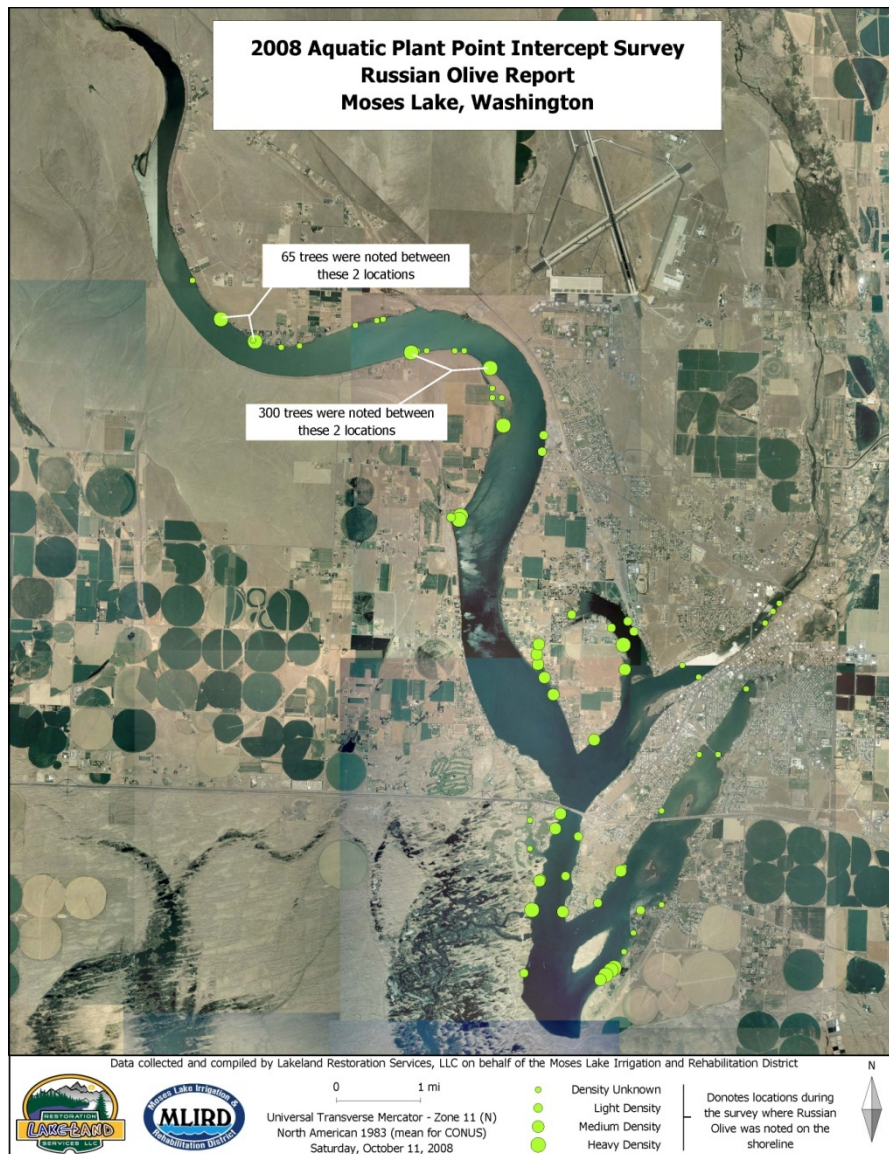 2008 Aquatic Plant Point Intercept Survey
Russian Olive Report
Moses Lake, Washington
65 trees were noted between
these 2 locations
300 trees were noted between
these 2 locations
Data collected and compiled by Lakeland Restoration Services, LLC on behalf of the Moses Lake Irrigation and Rehabilitation District
RESTORATION
LAKELAND
SERVICES LLC
Moses Lake Irrigation &
MLIRD
Rehabilitation District
0 1 mi
Universal Transverse Mercator - Zone 11 (N)
North American 1983 (mean for CONUS)
Saturday, October 11, 2008
Density Unknown
Light Density
Medium Density
Heavy Density
Donotes locations during
the survey where Russian
Olive was noted on the
shoreline
N